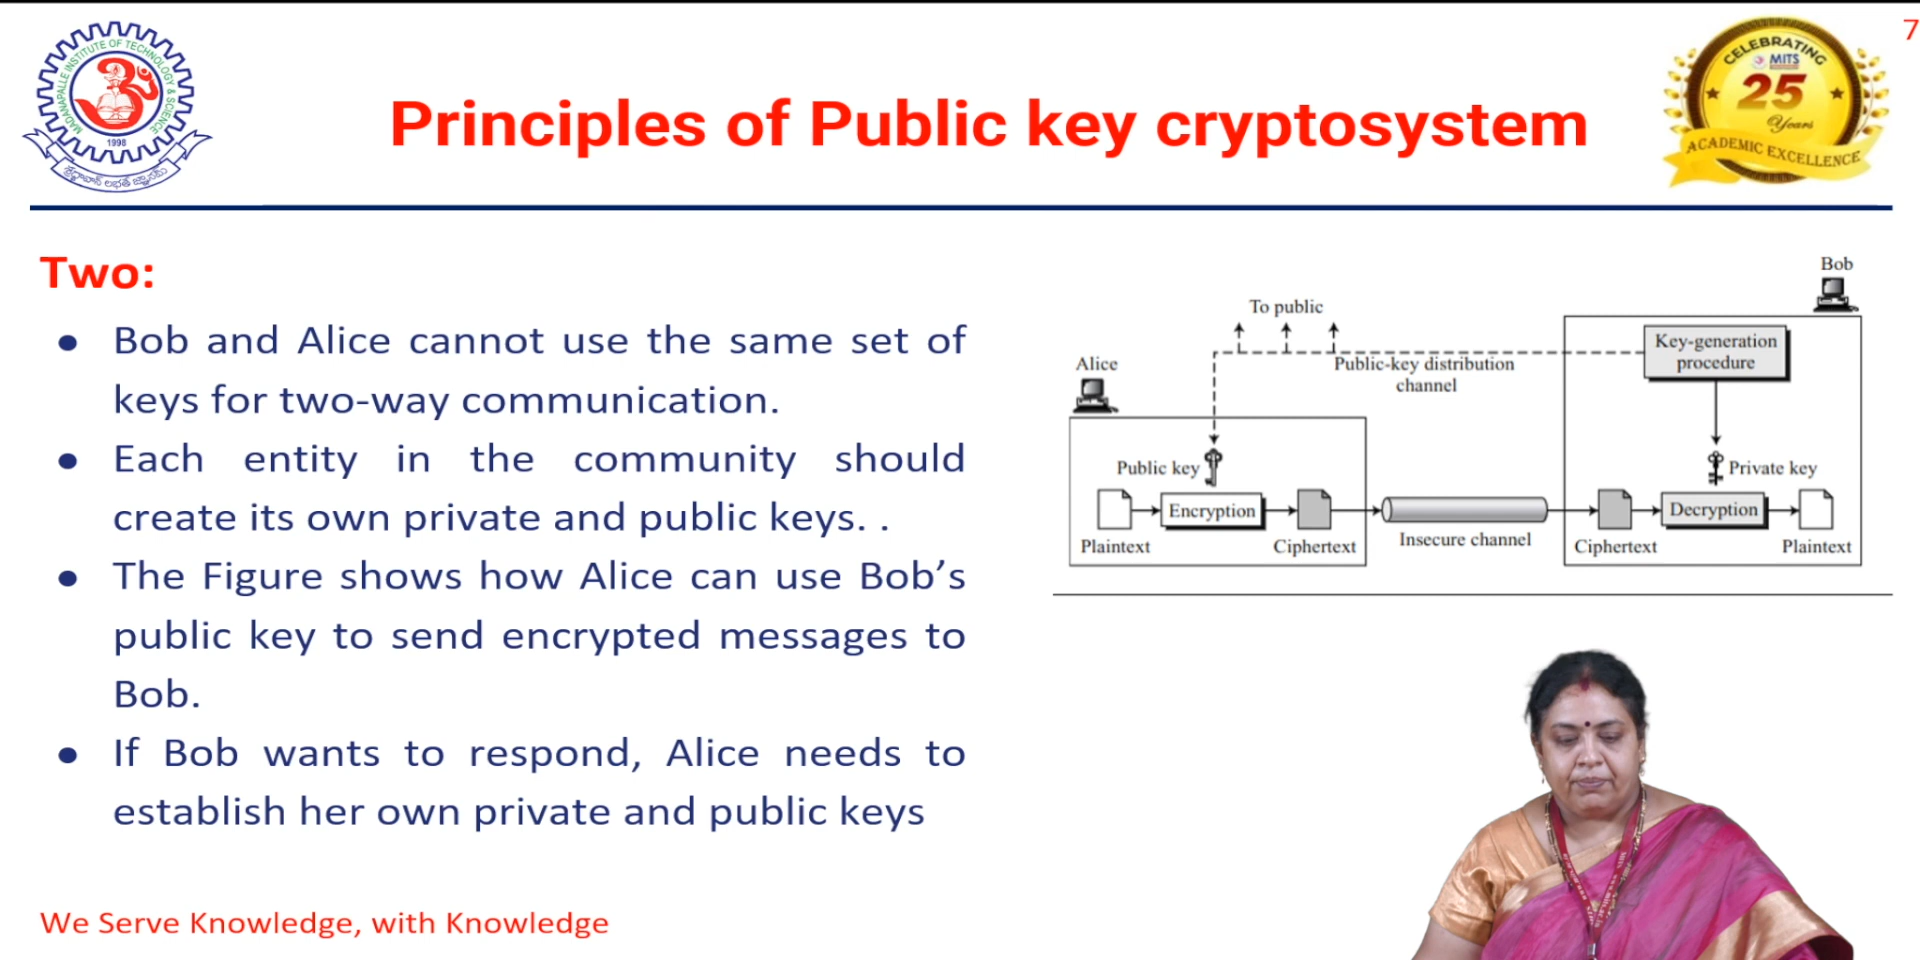 7
MADANAPALLE INSTITUTE OF TECHNOLOGY & SCIENCE
1998
CELEBRATING
MITS
25
Years
ACADEMIC EXCELLENCE
Principles of Public key cryptosystem
Two:
● Bob and Alice cannot use the same set of
keys for two-way communication.
● Each entity in the community should
create its own private and public keys. .
● The Figure shows how Alice can use Bob’s
public key to send encrypted messages to
Bob.
● If Bob wants to respond, Alice needs to
establish her own private and public keys
Bob
To public
Key-generation
procedure
Alice
Public-key distribution
channel
Public key
Private key
Encryption
Decryption
Plaintext
Ciphertext
Insecure channel
Ciphertext
Plaintext
We Serve Knowledge, with Knowledge